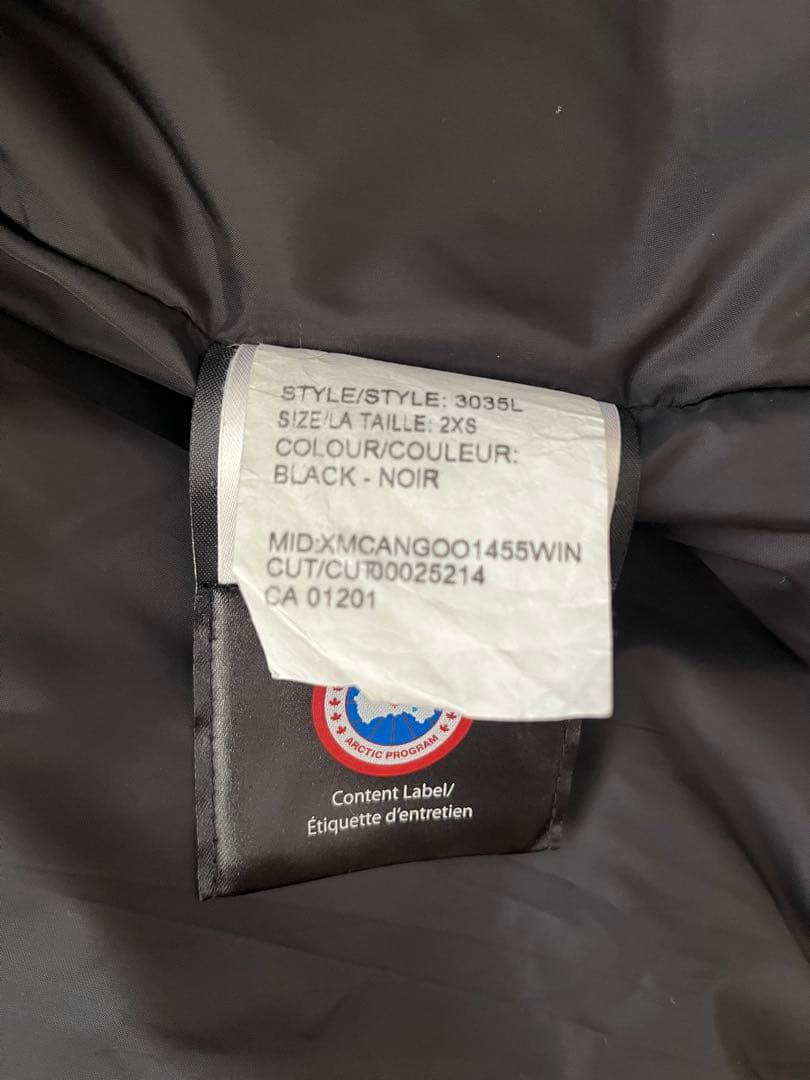 STYLE/STYLE: 3035L
SIZE/LA TAILLE: 2XS
COLOUR/COULEUR:
BLACK - NOIR
MID:XMCANGOO1455WIN
CUT/CUT00025214
CA 01201
ARCTIC PROGRAM
Content Label/
Étiquette d'entretien